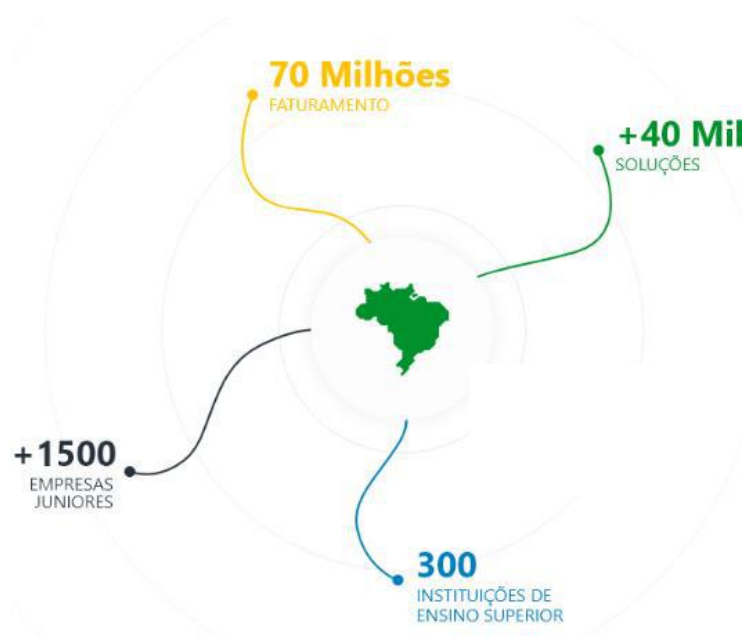 70 Milhões
FATURAMENTO
+40 Mil
SOLUÇÕES
+1500
EMPRESAS
JUNIORES
300
INSTITUIÇÕES DE
ENSINO SUPERIOR